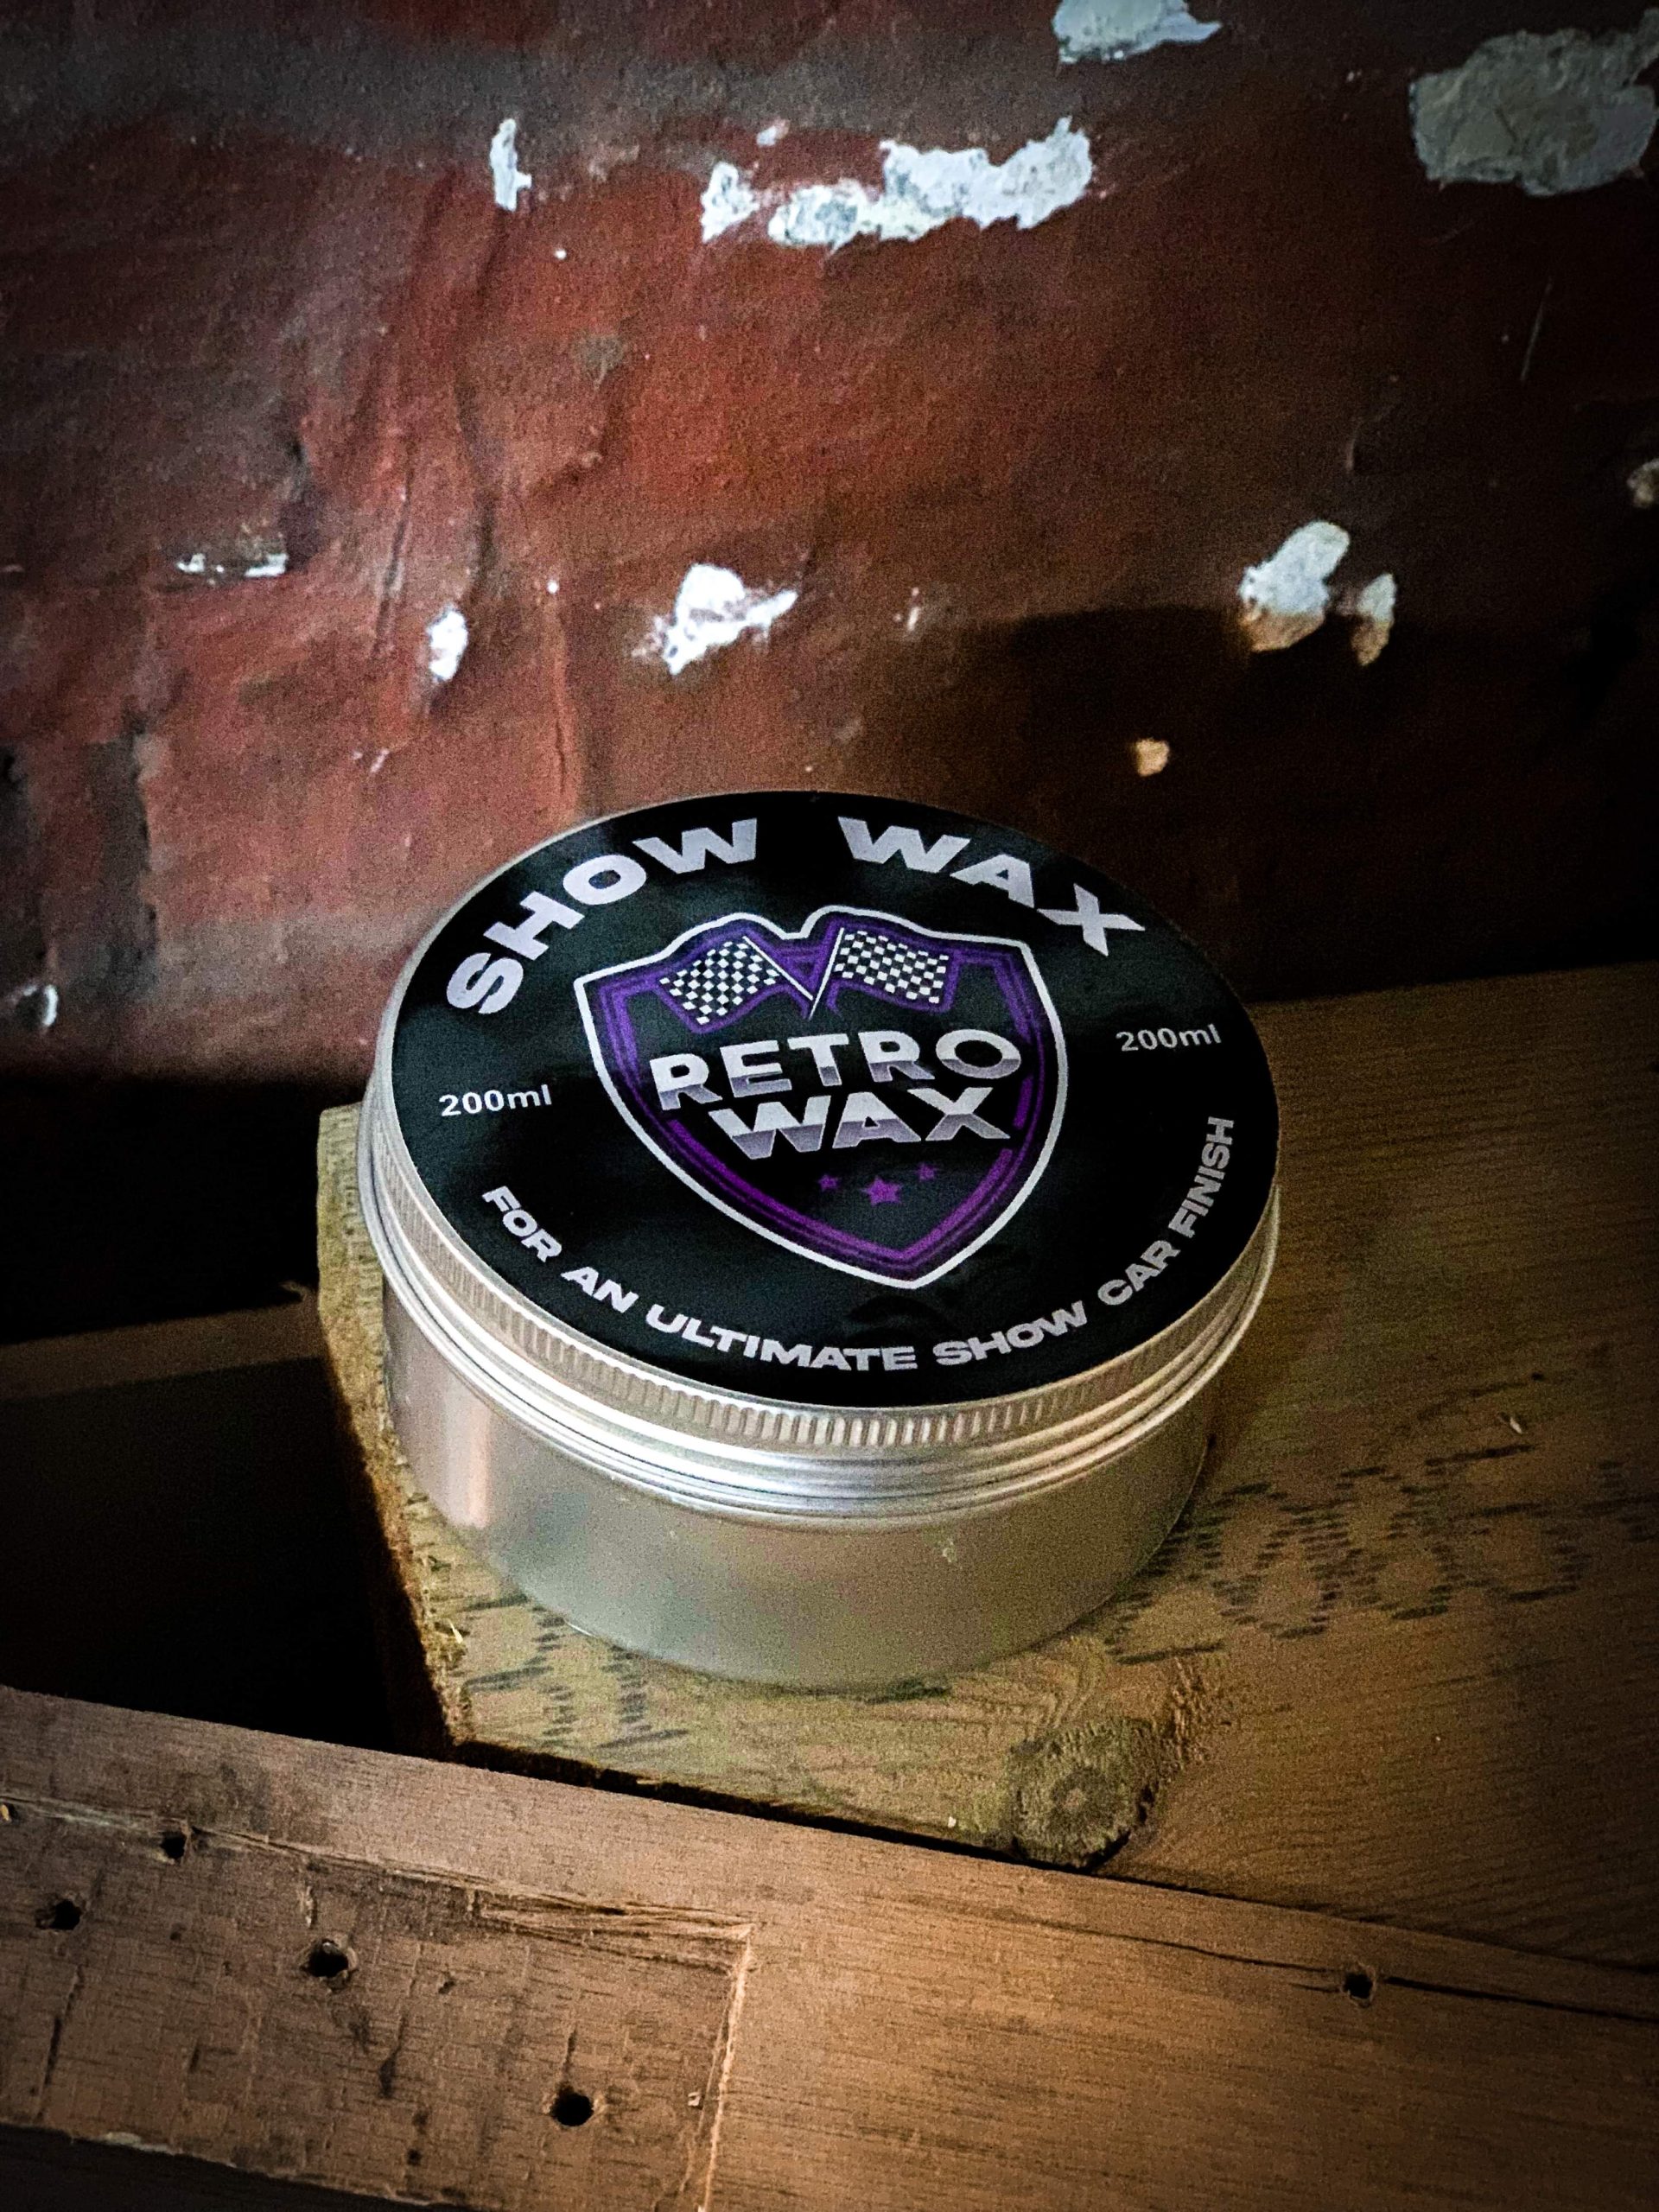 SHOW WAX
200ml
RETRO
WAX
200ml
FOR AN ULTIMATE SHOW CAR FINISH